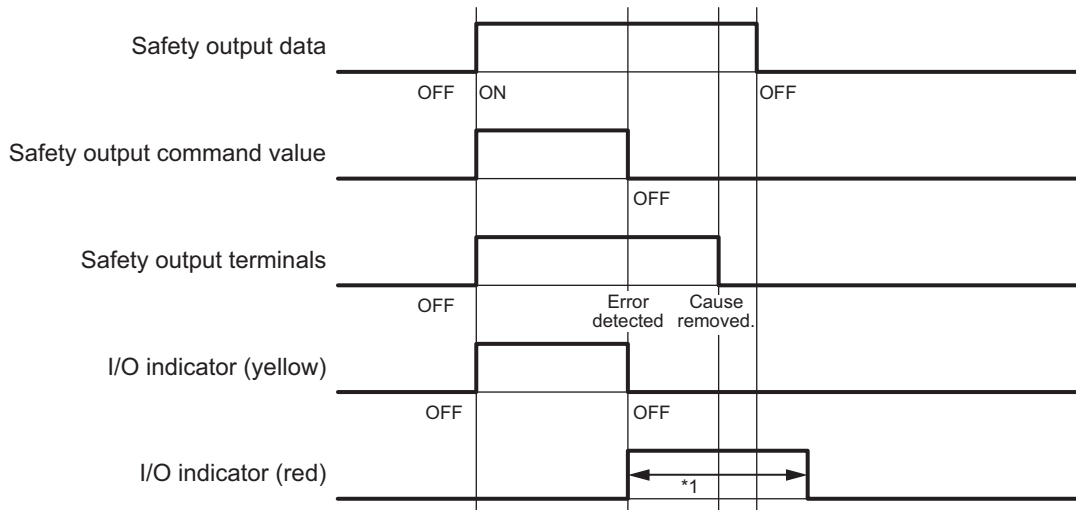 Safety output data
OFF ON OFF
Safety output command value
OFF
Safety output terminals
OFF
Error
detected
Cause
removed.
I/O indicator (yellow)
OFF OFF
I/O indicator (red)
*1